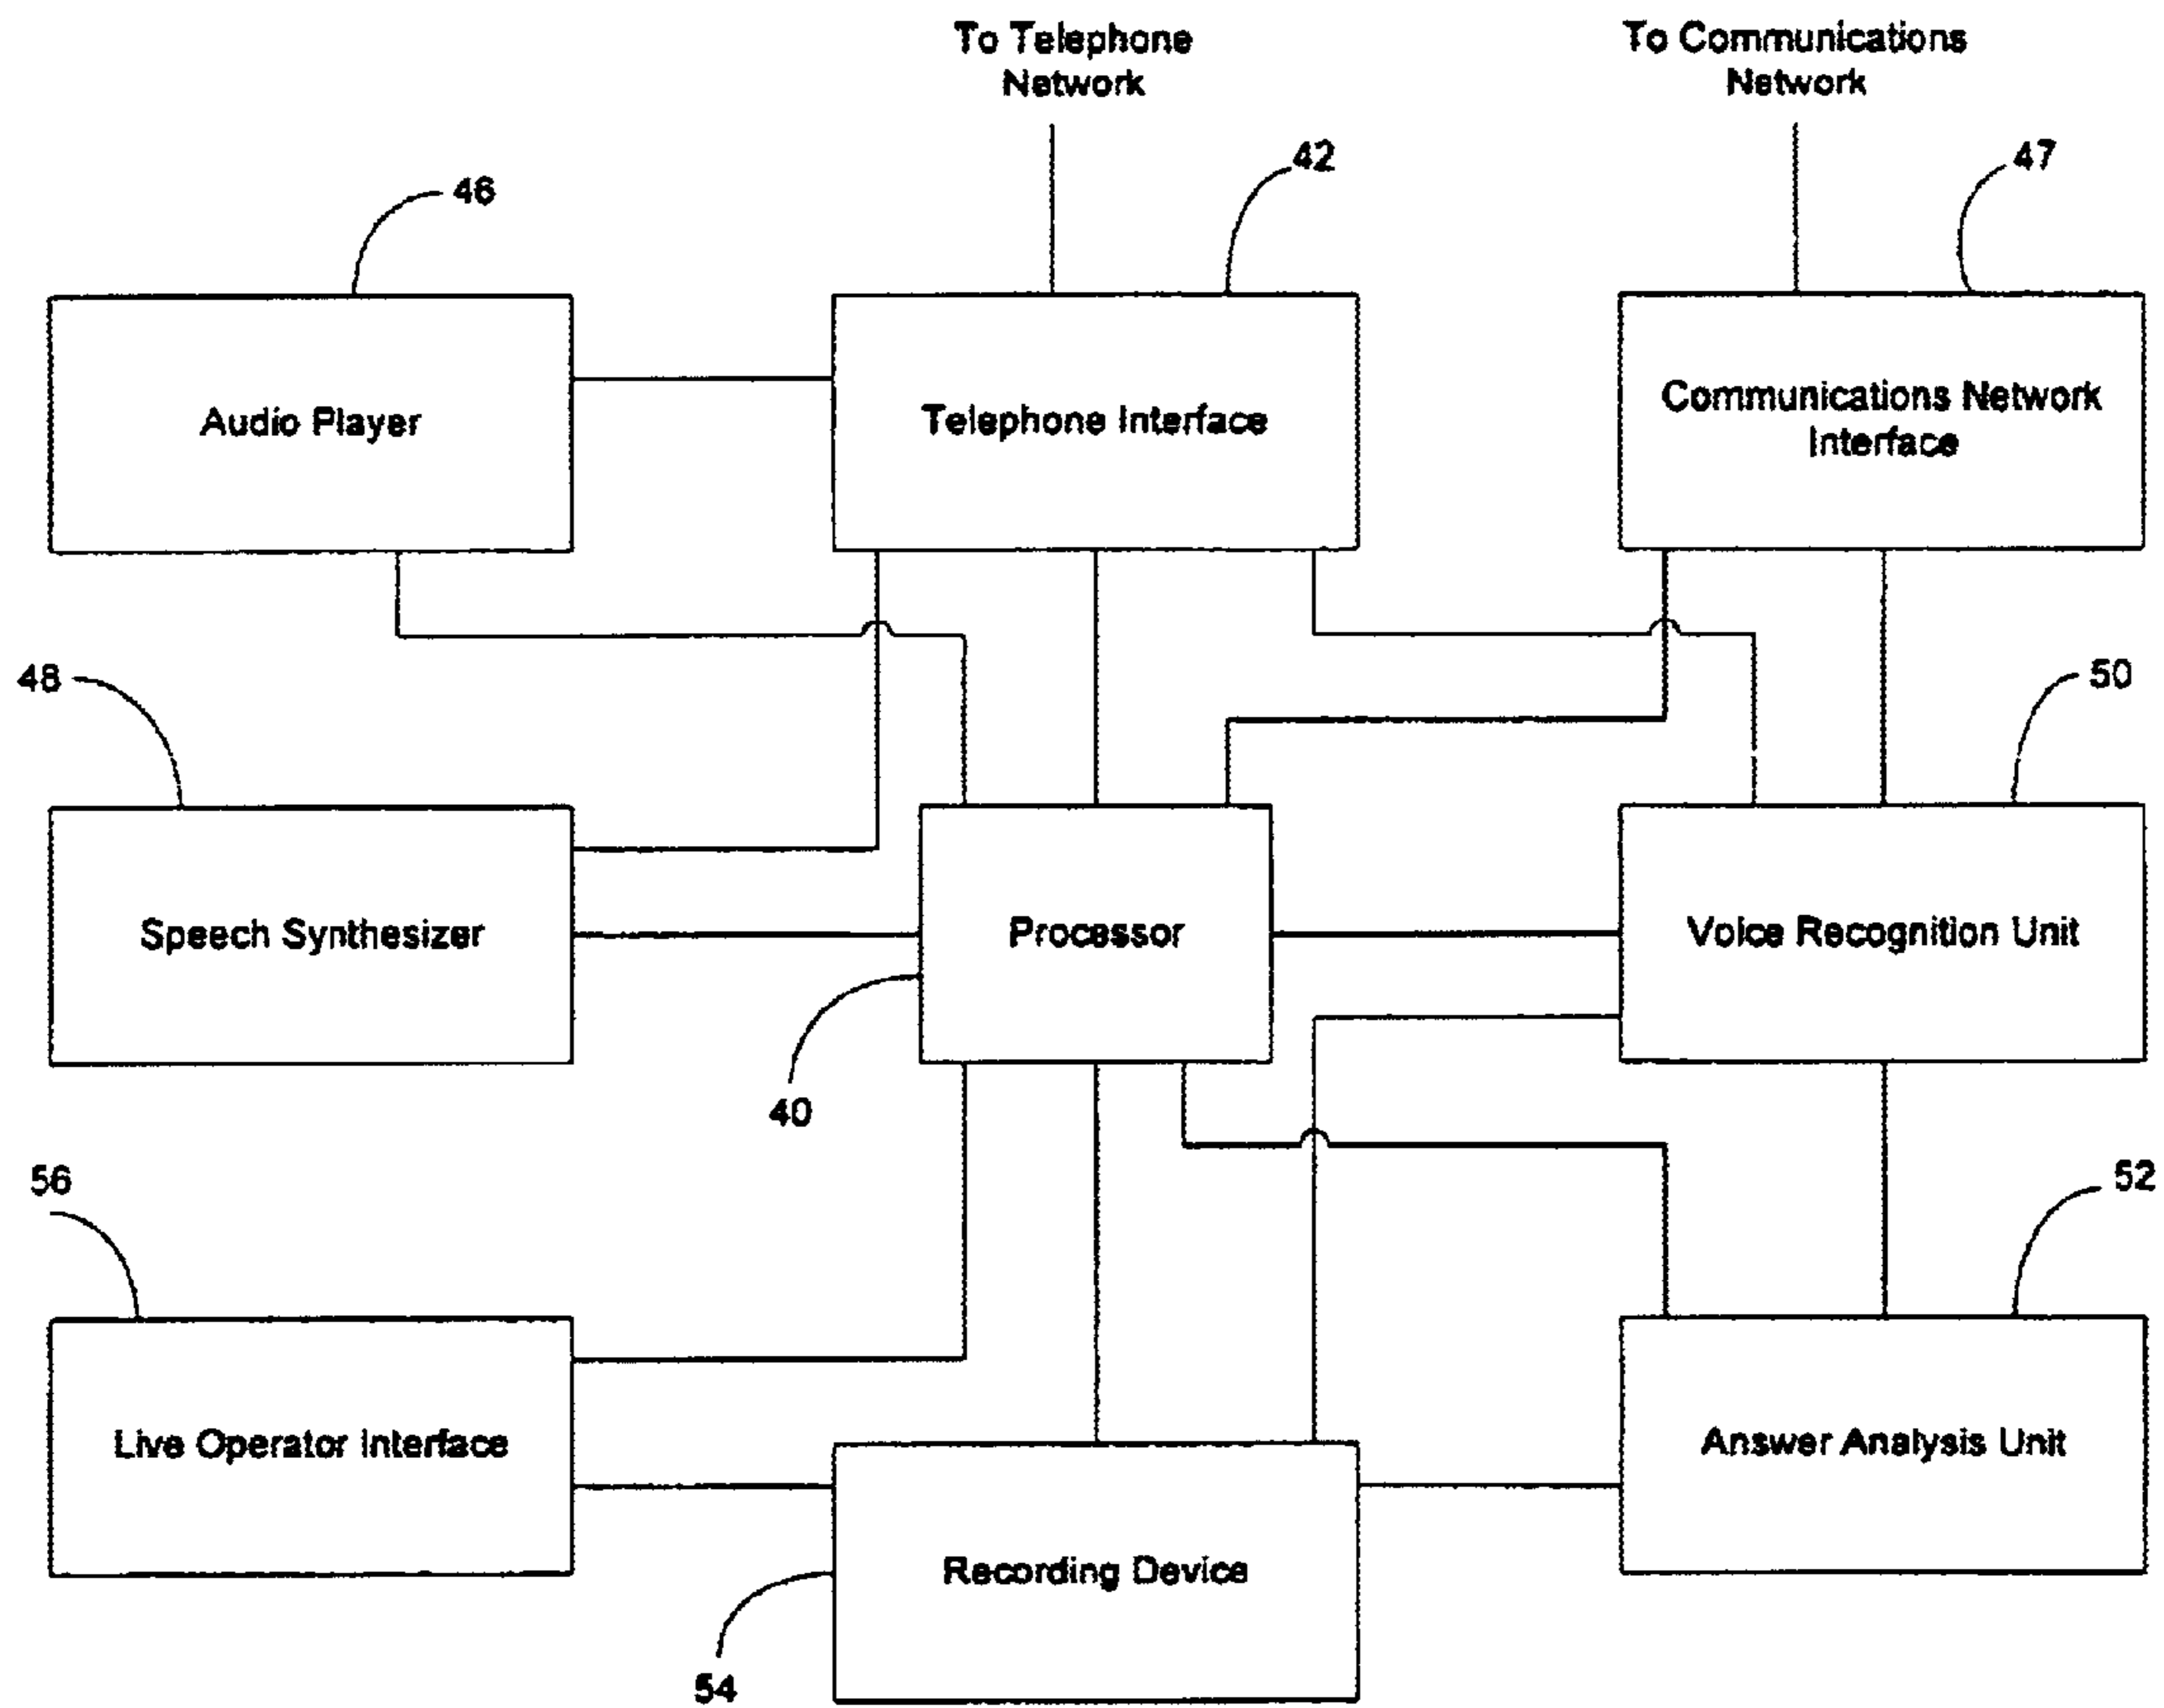 To Telephone
Network
To Communications
Network
42
47
46
Audio Player
Telephone Interface
Communications Network
Interface
48
50
Speech Synthesizer
Processor
Voice Recognition Unit
40
56
52
Live Operator Interface
Answer Analysis Unit
Recording Device
54